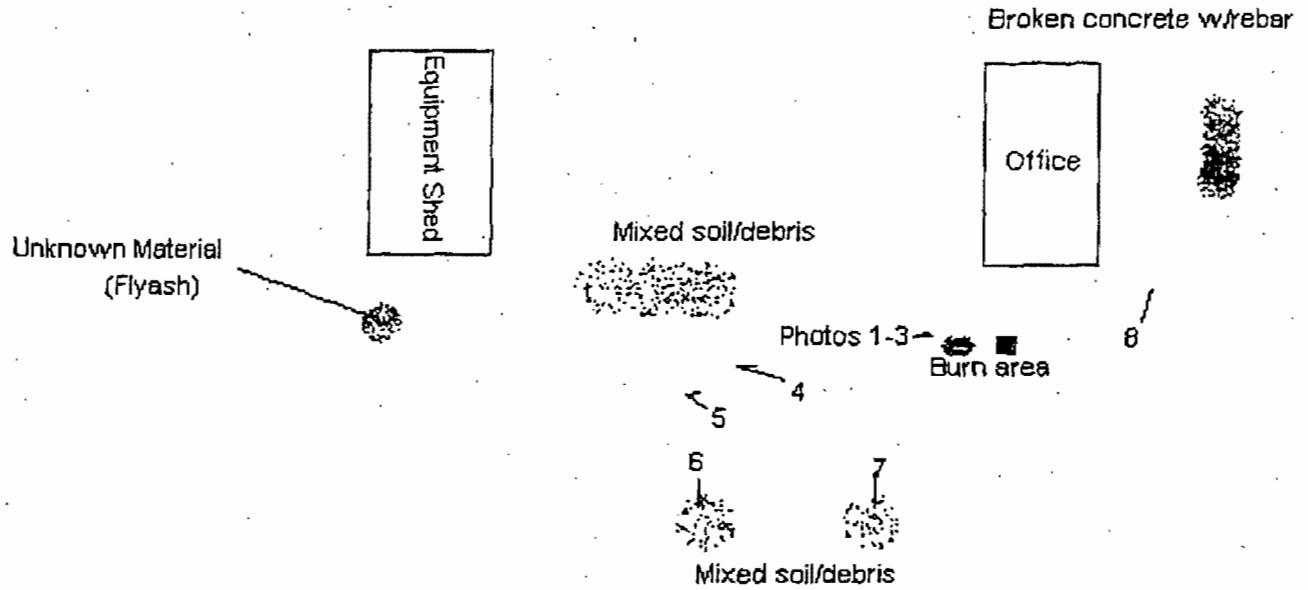 Broken concrete w/rebar
Equipment Shed
Office
Unknown Material
(Flyash)
Mixed soil/debris
Photos 1-3
Burn area
8
4
5
6
7
Mixed soil/debris